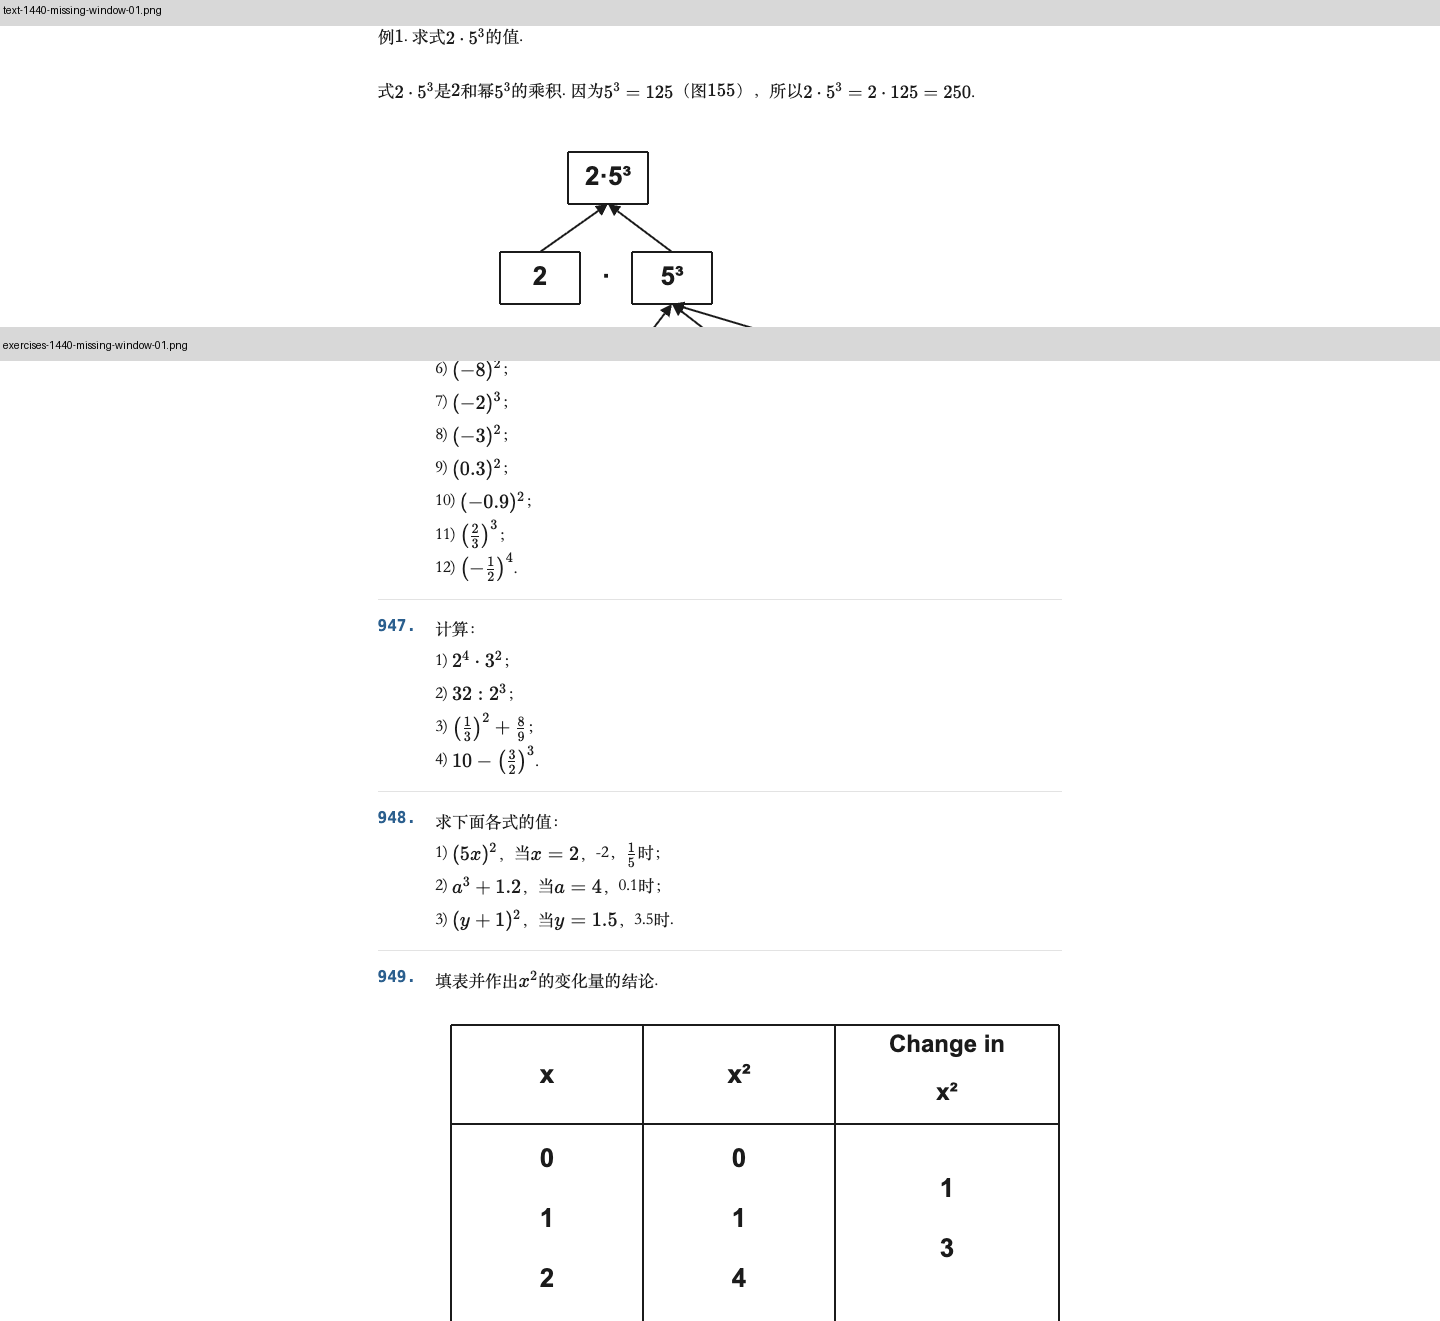 text-1440-missing-window-01.png
例1. 求式2 · 5³的值.
式2 · 5³是2和幂5³的乘积. 因为5³ = 125（图155），所以2 · 5³ = 2 · 125 = 250.
2·5³
2 · 5³
exercises-1440-missing-window-01.png
6) (−8)²;
7) (−2)³;
8) (−3)²;
9) (0.3)²;
10) (−0.9)²;
11) (2/3)³;
12) (−1/2)⁴.
947. 计算:
1) 2⁴ · 3²;
2) 32 : 2³;
3) (1/3)² + 8/9;
4) 10 − (3/2)³.
948. 求下面各式的值:
1) (5x)², 当x = 2, -2, 1/5时;
2) a³ + 1.2, 当a = 4, 0.1时;
3) (y + 1)², 当y = 1.5, 3.5时.
949. 填表并作出x²的变化量的结论.
x x² Change in
x²
0 0
1
1 1
3
2 4